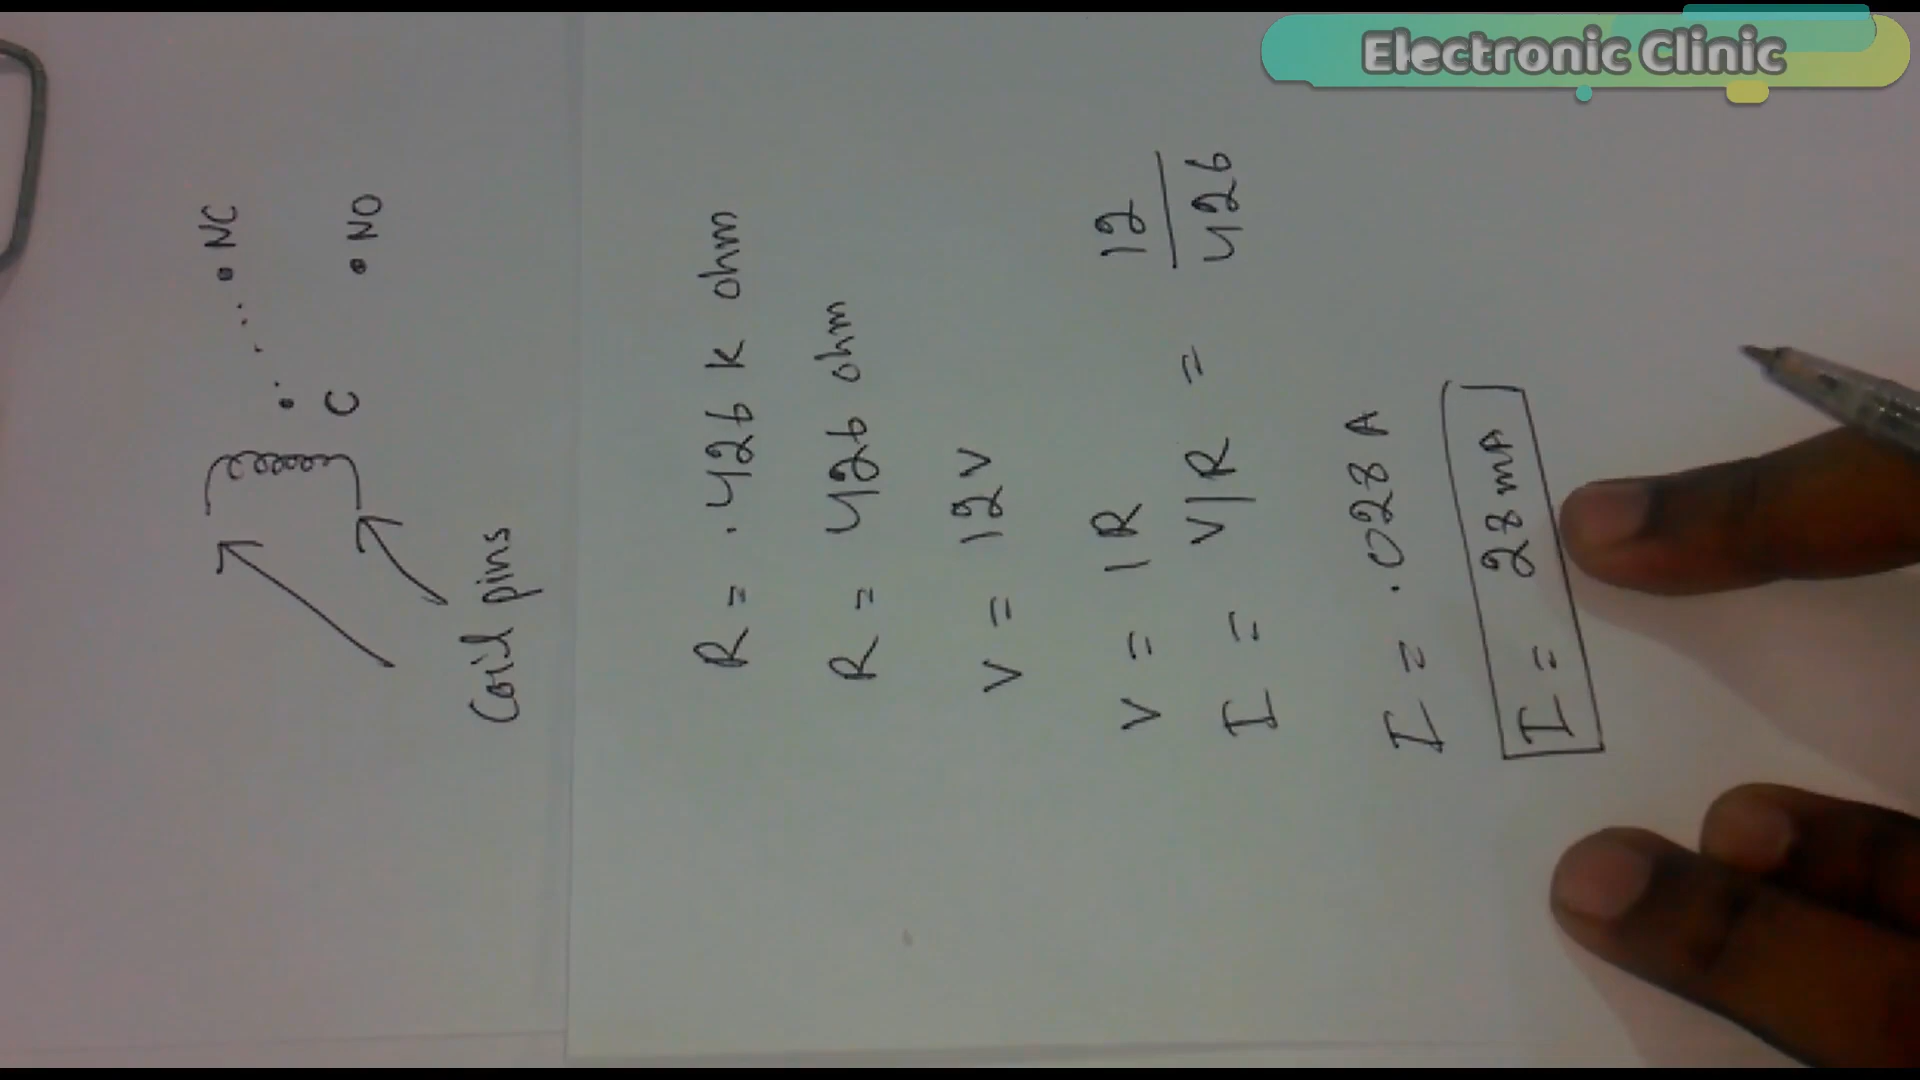 Electronic Clinic
• NC
• NO
C
Coil pins
R = .426 K ohm
R = 426 ohm
V = 12V
V = IR
I = V/R = 12/426
I = .028 A
I = 28 mA